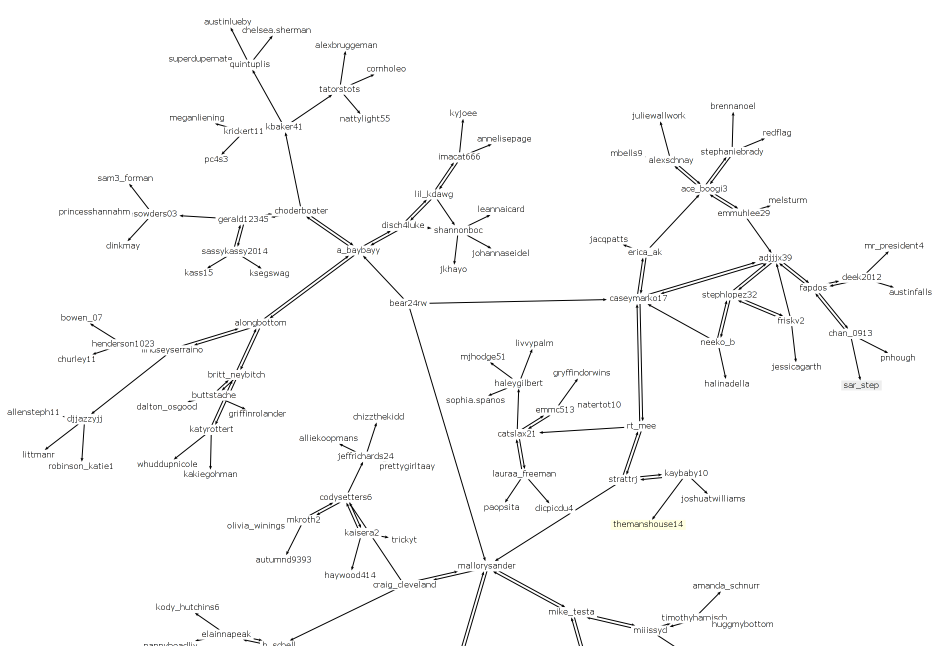 austinlueby
chelsea.sherman
alexbruggeman
superdupernate
quintuplis
cornholeo
tatorstots
brennanoel
kyjoee
juliewallwork
meganliening
nattylight55
kbaker41
krickert11
redflag
annelisepage
mbells9
stephaniebrady
pc4s3
imacat666
alexschnay
sam3_forman
ace_boogi3
lil_kdawg
melsturm
princesshannahm
sowders03
choderboater
leannaicard
emmuhlee29
gerald12345
disch4luke
shannonboc
jacqpatts
dinkmay
mr_president4
sassykassy2014
a_baybayy
johannaseidel
erica_ak
adjjjx39
kass15
ksegswag
jkhayo
deek2012
fapdos
austinfalls
stephlopez32
bear24rw
caseymarko17
bowen_07
alongbottom
friskv2
chan_0913
henderson1023
lindseyserraino
livvypalm
neeko_b
churley11
mjhodge51
pnhough
jessicagarth
britt_neybitch
gryffindorwins
haleygilbert
halinadella
sar_step
buttstache
dalton_osgood
sophia.spanos
natertot10
allensteph11
griffinrolander
emmc513
djjazzyjj
chizzthekidd
katyrottert
rt_mee
catslax21
alliekoopmans
littmanr
jeffrichards24
robinson_katie1
whuddupnicole
prettygirltaay
kakiegohman
lauraa_freeman
kaybaby10
strattrj
codysetters6
joshuatwilliams
paopsita
clicpicdu4
olivia_winings
mkroth2
themanshouse14
kaisera2
trickyt
autumnd9393
mallorysander
haywood414
craig_cleveland
amanda_schnurr
kody_hutchins6
mike_testa
timothyhamisch
huggmybottom
elainnapeak
miiissyd